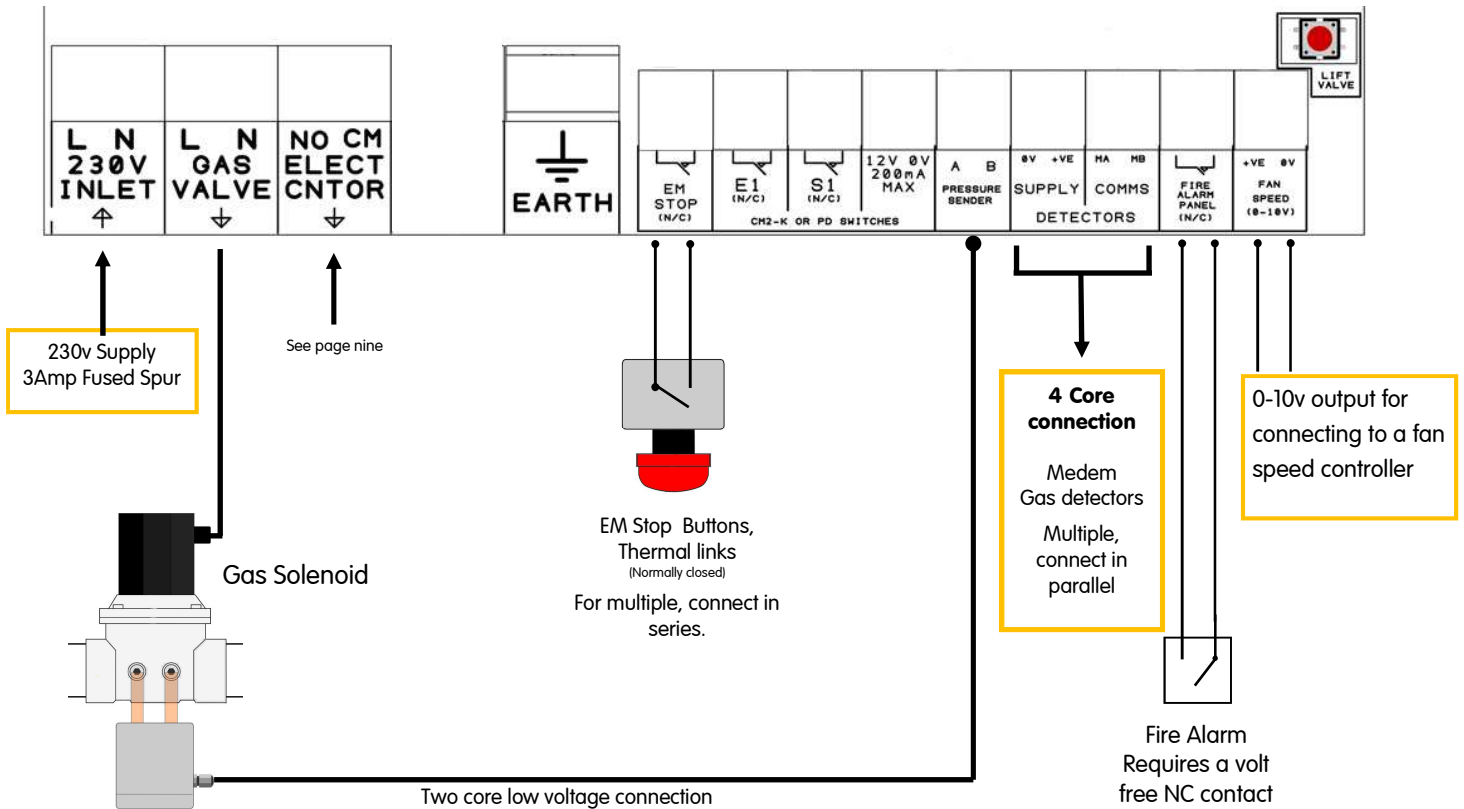 LIFT
VALVE
L N
230V
INLET
L N
GAS
VALVE
NO CM
ELECT
CNTOR
EARTH
EM
STOP
(N/C)
E1
(N/C)
S1
(N/C)
CM2-K OR PD SWITCHES
12V 0V
200mA
MAX
A B
PRESSURE
SENDER
0V +VE
SUPPLY
MA MB
COMMS
DETECTORS
FIRE
ALARM
PANEL
(N/C)
+VE 0V
FAN
SPEED
(0-10V)
230v Supply
3Amp Fused Spur
See page nine
Gas Solenoid
EM Stop Buttons,
Thermal links
(Normally closed)
For multiple, connect in
series.
4 Core
connection
Medem
Gas detectors
Multiple,
connect in
parallel
0-10v output for
connecting to a fan
speed controller
Fire Alarm
Requires a volt
free NC contact
Two core low voltage connection